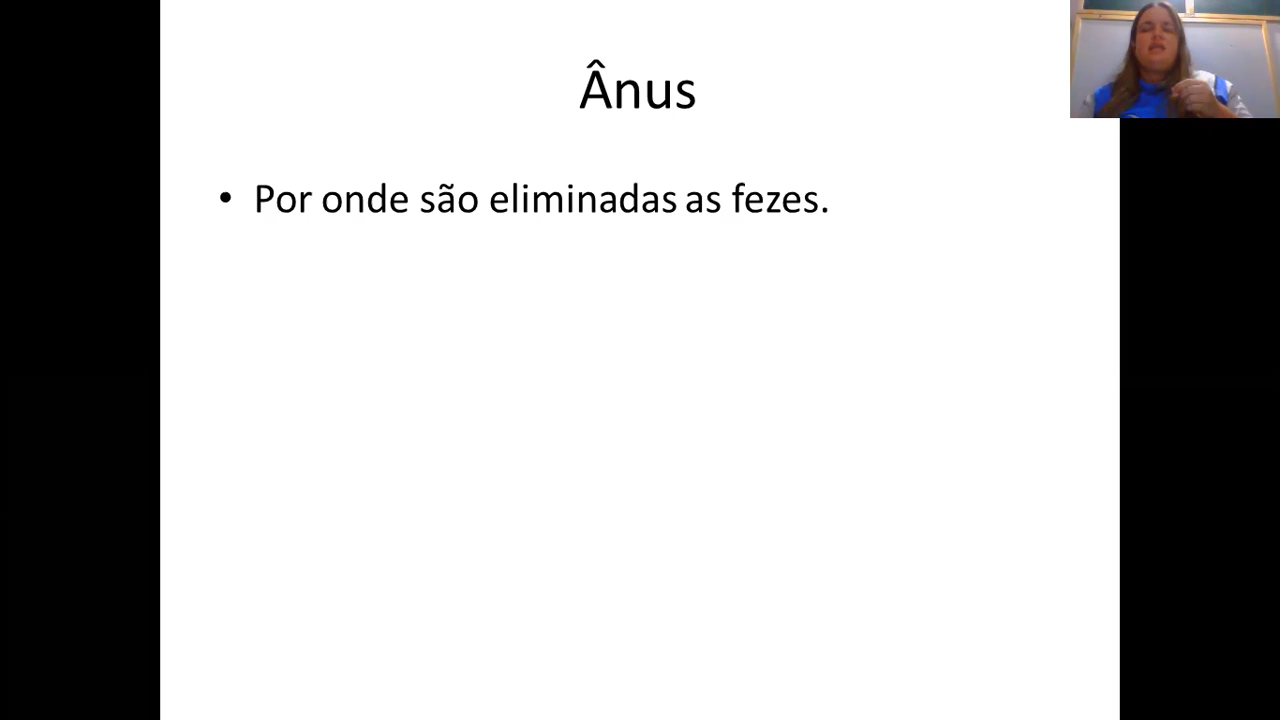 Ânus
• Por onde são eliminadas as fezes.